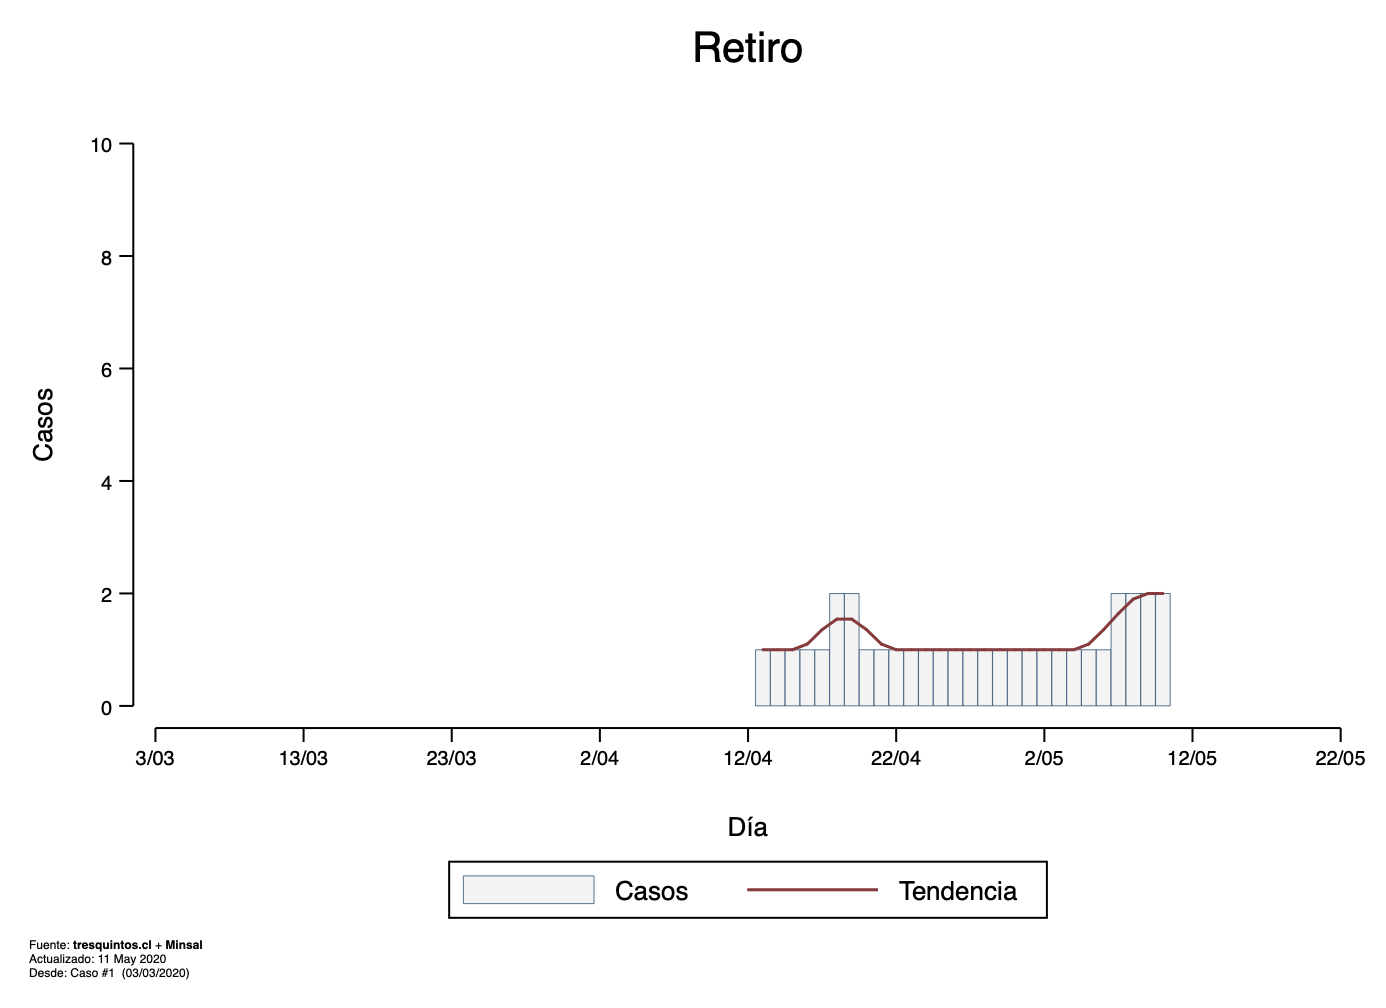 Retiro
Casos
10
8
6
4
2
0
3/03 13/03 23/03 2/04 12/04 22/04 2/05 12/05 22/05
Día
Casos Tendencia
Fuente: tresquintos.cl + Minsal
Actualizado: 11 May 2020
Desde: Caso #1 (03/03/2020)